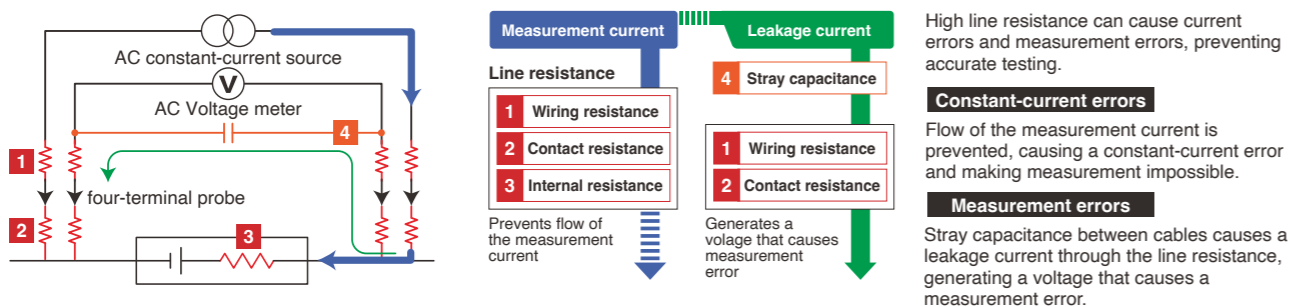 AC constant-current source
V
AC Voltage meter
4
1
four-terminal probe
2
3
Measurement current
Leakage current
Line resistance
1 Wiring resistance
2 Contact resistance
3 Internal resistance
Prevents flow of
the measurement
current
4 Stray capacitance
1 Wiring resistance
2 Contact resistance
Generates a
volage that causes
measurement
error
High line resistance can cause current
errors and measurement errors, preventing
accurate testing.
Constant-current errors
Flow of the measurement current is
prevented, causing a constant-current error
and making measurement impossible.
Measurement errors
Stray capacitance between cables causes a
leakage current through the line resistance,
generating a voltage that causes a
measurement error.